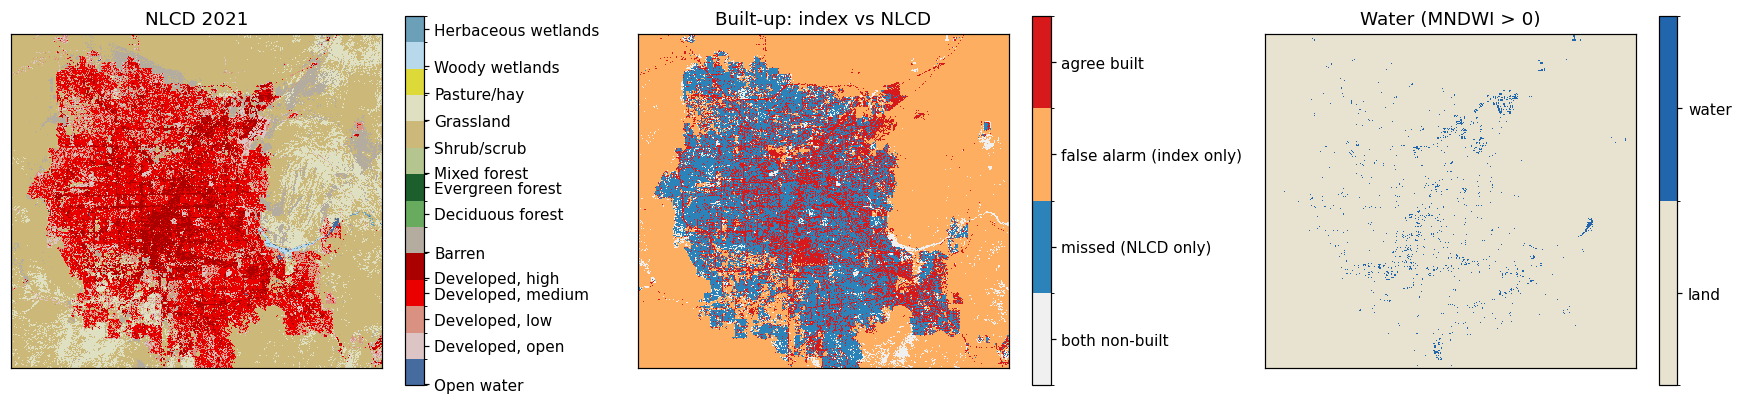 NLCD 2021
Herbaceous wetlands
Woody wetlands
Pasture/hay
Grassland
Shrub/scrub
Mixed forest
Evergreen forest
Deciduous forest
Barren
Developed, high
Developed, medium
Developed, low
Developed, open
Open water
Built-up: index vs NLCD
agree built
false alarm (index only)
missed (NLCD only)
both non-built
Water (MNDWI > 0)
water
land